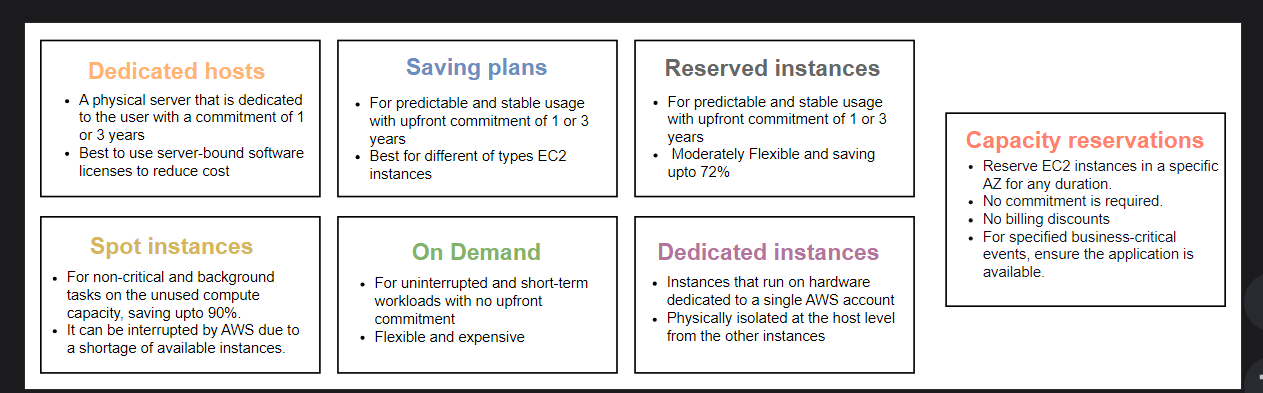 Dedicated hosts
• A physical server that is dedicated
to the user with a commitment of 1
or 3 years
• Best to use server-bound software
licenses to reduce cost
Saving plans
• For predictable and stable usage
with upfront commitment of 1 or 3
years
• Best for different of types EC2
instances
Reserved instances
• For predictable and stable usage
with upfront commitment of 1 or 3
years
• Moderately Flexible and saving
upto 72%
Capacity reservations
• Reserve EC2 instances in a specific
AZ for any duration.
• No commitment is required.
• No billing discounts
• For specified business-critical
events, ensure the application is
available.
Spot instances
• For non-critical and background
tasks on the unused compute
capacity, saving upto 90%.
• It can be interrupted by AWS due to
a shortage of available instances.
On Demand
• For uninterrupted and short-term
workloads with no upfront
commitment
• Flexible and expensive
Dedicated instances
• Instances that run on hardware
dedicated to a single AWS account
• Physically isolated at the host level
from the other instances